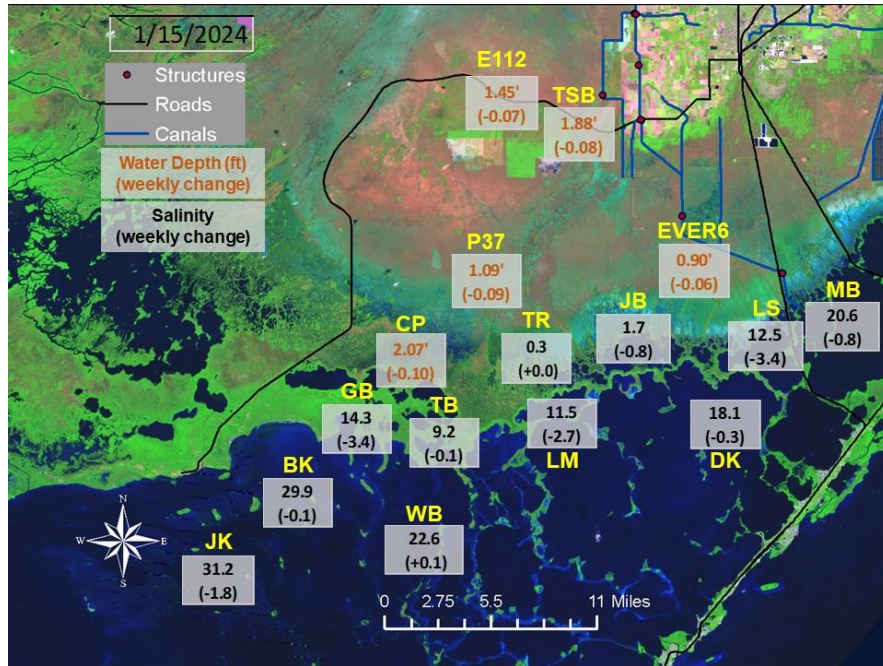 1/15/2024
Structures
Roads
Canals
Water Depth (ft)
(weekly change)
Salinity
(weekly change)
E112
1.45'
(-0.07)
TSB
1.88'
(-0.08)
P37
1.09'
(-0.09)
EVER6
0.90'
(-0.06)
CP
2.07'
(-0.10)
TR
0.3
(+0.0)
JB
1.7
(-0.8)
LS
12.5
(-3.4)
MB
20.6
(-0.8)
GB
14.3
(-3.4)
TB
9.2
(-0.1)
11.5
(-2.7)
LM
18.1
(-0.3)
DK
BK
29.9
(-0.1)
WB
22.6
(+0.1)
JK
31.2
(-1.8)
N
W E
S
0 2.75 5.5 11 Miles